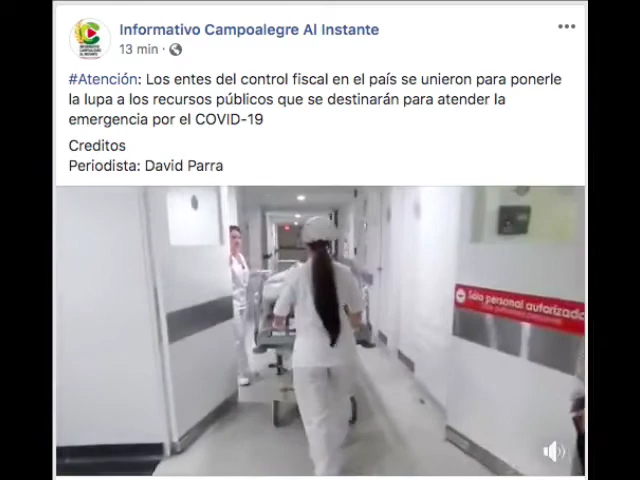 Informativo Campoalegre Al Instante
13 min ·
#Atención: Los entes del control fiscal en el país se unieron para ponerle
la lupa a los recursos públicos que se destinarán para atender la
emergencia por el COVID-19
Creditos
Periodista: David Parra
Sólo personal autorizado